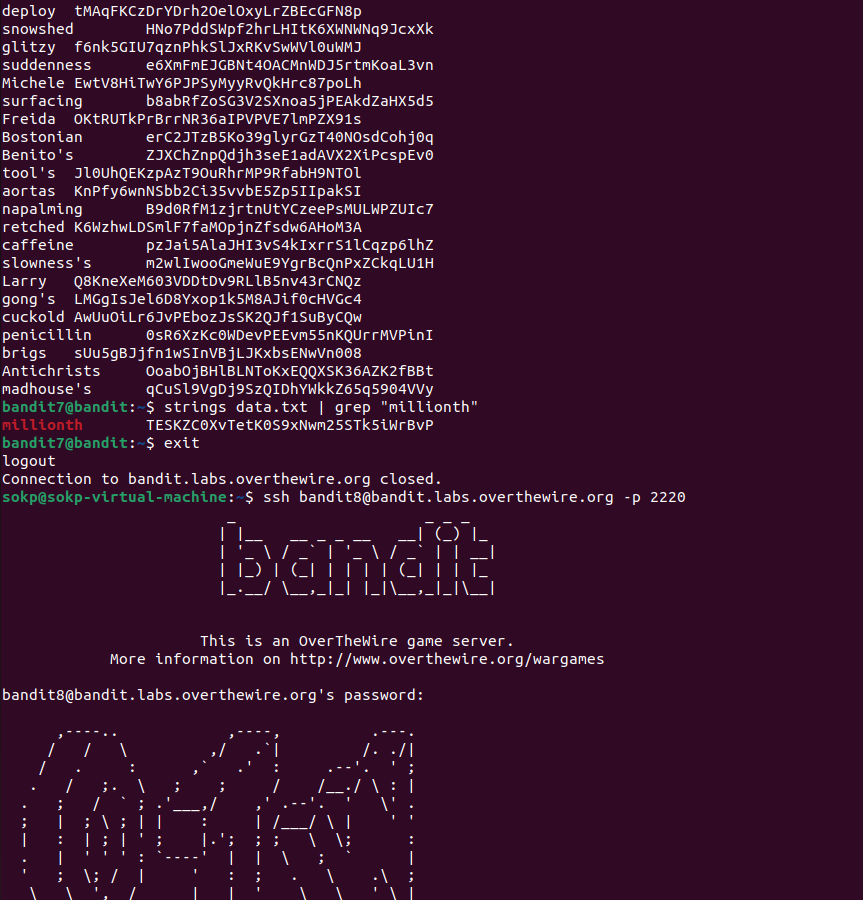 deploy  tMAqFKCzDrYDrh2OelOxyLrZBEcGFN8p
snowshed        HNo7PddSWpf2hrLHItK6XWNWNq9JcxXk
glitzy  f6nk5GIU7qznPhkSlJxRKvSwWVl0uWMJ
suddenness      e6XmFmEJGBNt4OACMnWDJ5rtmKoaL3vn
Michele EwtV8HiTwY6PJPSyMyyRvQkHrc87poLh
surfacing       b8abRfZoSG3V2SXnoa5jPEAkdZaHX5d5
Freida  OKtRUTkPrBrrNR36aIPVPVE7lmPZX91s
Bostonian       erC2JTzB5Ko39glyrGzT40NOsdCohj0q
Benito's        ZJXChZnpQdjh3seE1adAVX2XiPcspEv0
tool's  Jl0UhQEKzpAzT9OuRhrMP9RfabH9NTOl
aortas  KnPfy6wnNSbb2Ci35vvbE5Zp5IIpakSI
napalming       B9d0RfM1zjrtnUtYCzeePsMULWPZUIc7
retched K6WzhwLDSmlF7faMOpjnZfsdw6AHoM3A
caffeine        pzJai5AlaJHI3vS4kIxrrS1lCqzp6lhZ
slowness's      m2wlIwooGmeWuE9YgrBcQnPxZCkqLU1H
Larry   Q8KneXeM603VDDtDv9RLlB5nv43rCNQz
gong's  LMGgIsJel6D8Yxop1k5M8AJif0cHVGc4
cuckold AwUuOiLr6JvPEbozJsSK2QJf1SuByCQw
penicillin      0sR6XzKc0WDevPEEvm55nKQUrrMVPinI
brigs   sUu5gBJjfn1wSInVBjLJKxbsENwVn008
Antichrists     OoabOjBHlBLNToKxEQQXSK36AZK2fBBt
madhouse's      qCuSl9VgDj9SzQIDhYWkkZ65q5904VVy
bandit7@bandit:~$ strings data.txt | grep "millionth"
millionth       TESKZC0XvTetK0S9xNwm25STk5iWrBvP
bandit7@bandit:~$ exit
logout
Connection to bandit.labs.overthewire.org closed.
sokp@sokp-virtual-machine:~$ ssh bandit8@bandit.labs.overthewire.org -p 2220
bandit
This is an OverTheWire game server.
More information on http://www.overthewire.org/wargames
bandit8@bandit.labs.overthewire.org's password: